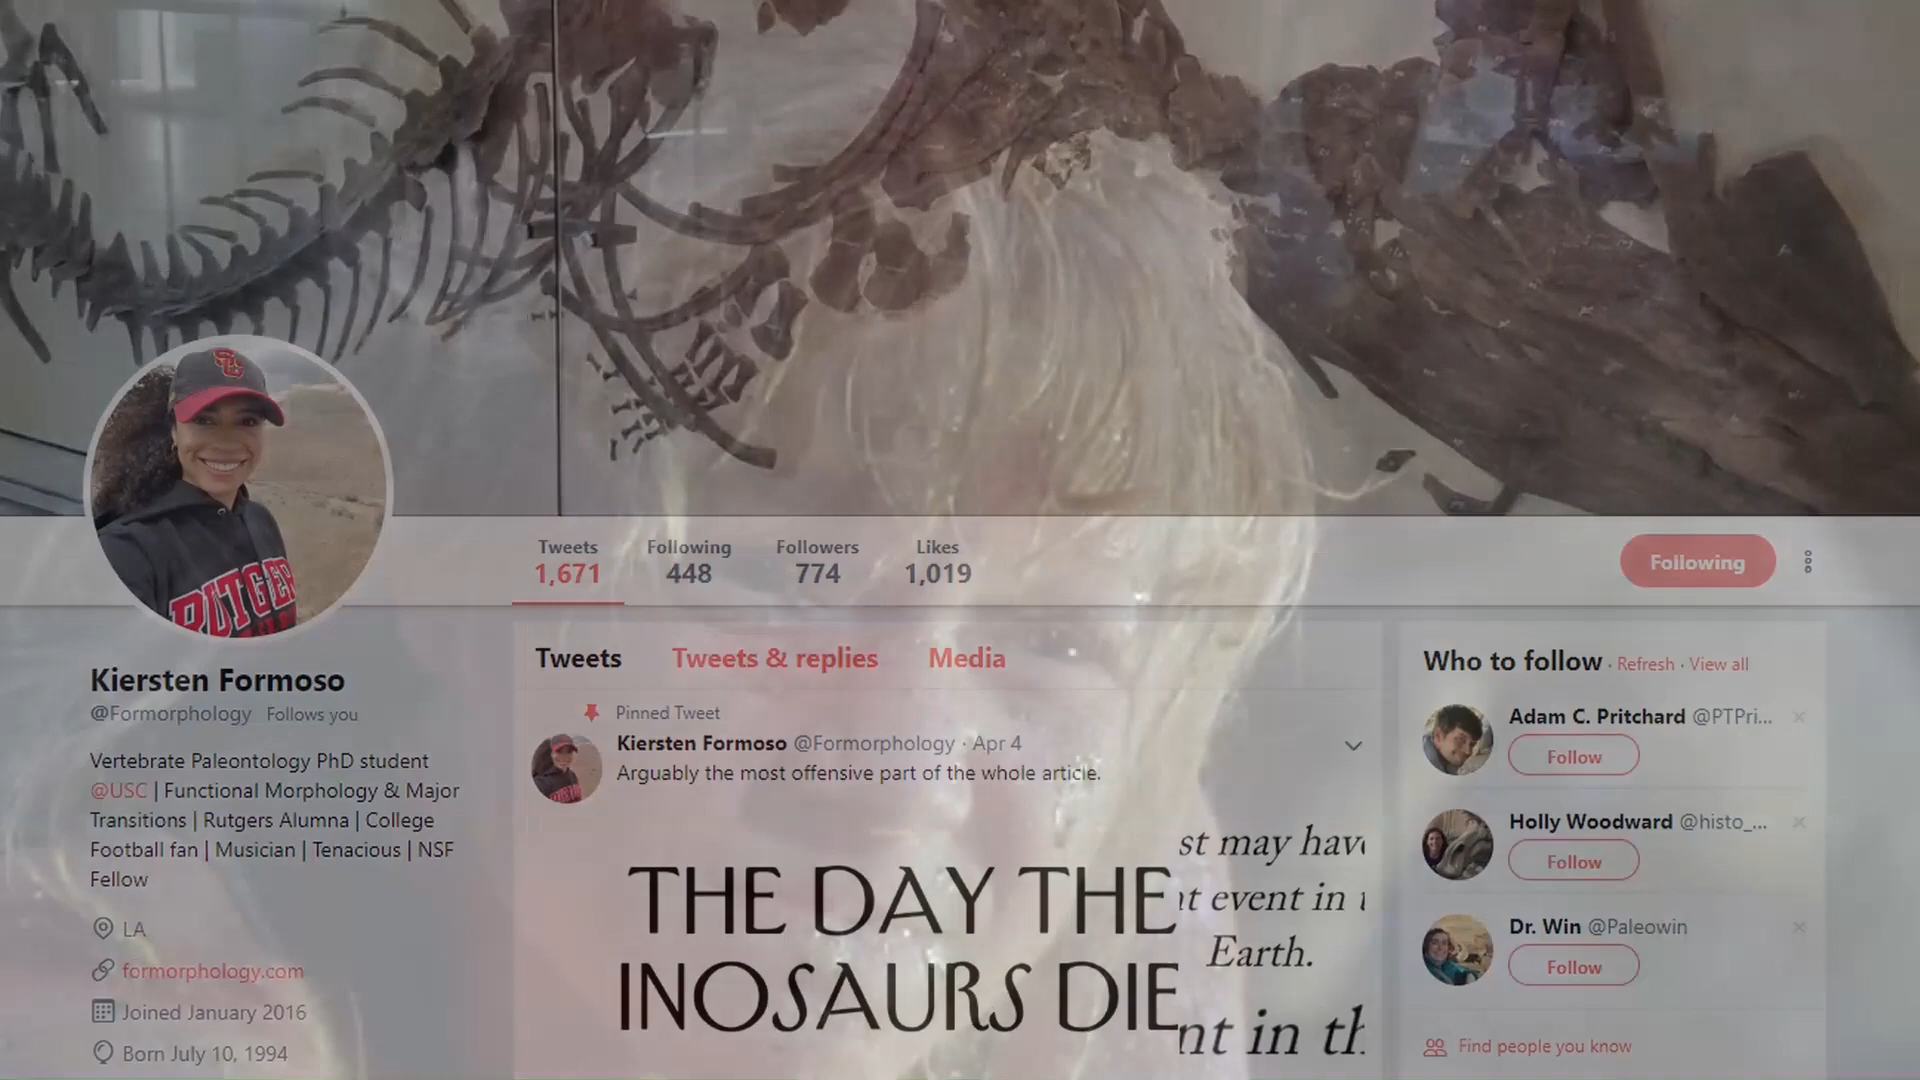 SC
RUTGER
Tweets Following Followers Likes
1,671 448 774 1,019
Following
Kiersten Formoso
@Formorphology Follows you
Vertebrate Paleontology PhD student
@USC | Functional Morphology & Major
Transitions | Rutgers Alumna | College
Football fan | Musician | Tenacious | NSF
Fellow
LA
formorphology.com
Joined January 2016
Born July 10, 1994
Tweets Tweets & replies Media
Pinned Tweet
Kiersten Formoso @Formorphology · Apr 4
Arguably the most offensive part of the whole article.
THE DAY THE
INOSAURS DIE
st may have
nt event in t
Earth.
nt in th
Who to follow · Refresh · View all
Adam C. Pritchard @PTPri...
Follow
Holly Woodward @histo_...
Follow
Dr. Win @Paleowin
Follow
Find people you know